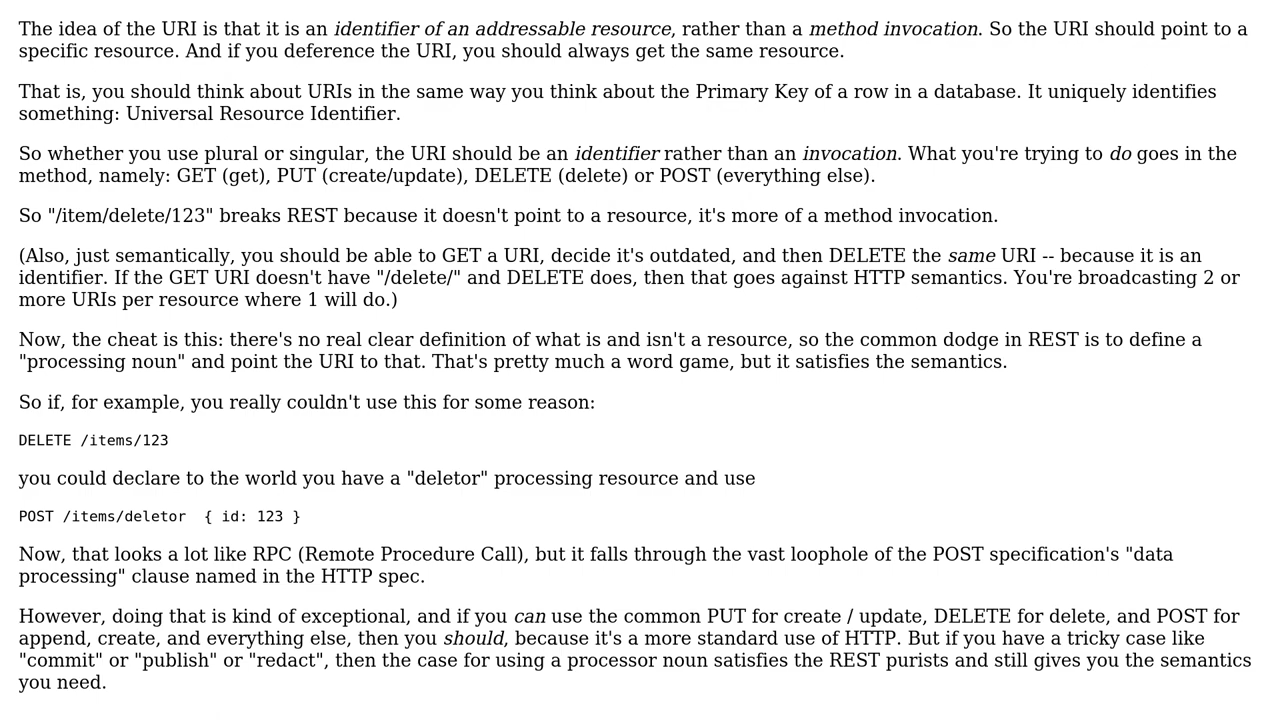 The idea of the URI is that it is an identifier of an addressable resource, rather than a method invocation. So the URI should point to a
specific resource. And if you deference the URI, you should always get the same resource.
That is, you should think about URIs in the same way you think about the Primary Key of a row in a database. It uniquely identifies
something: Universal Resource Identifier.
So whether you use plural or singular, the URI should be an identifier rather than an invocation. What you're trying to do goes in the
method, namely: GET (get), PUT (create/update), DELETE (delete) or POST (everything else).
So "/item/delete/123" breaks REST because it doesn't point to a resource, it's more of a method invocation.
(Also, just semantically, you should be able to GET a URI, decide it's outdated, and then DELETE the same URI -- because it is an
identifier. If the GET URI doesn't have "/delete/" and DELETE does, then that goes against HTTP semantics. You're broadcasting 2 or
more URIs per resource where 1 will do.)
Now, the cheat is this: there's no real clear definition of what is and isn't a resource, so the common dodge in REST is to define a
"processing noun" and point the URI to that. That's pretty much a word game, but it satisfies the semantics.
So if, for example, you really couldn't use this for some reason:
DELETE /items/123
you could declare to the world you have a "deletor" processing resource and use
POST /items/deletor  { id: 123 }
Now, that looks a lot like RPC (Remote Procedure Call), but it falls through the vast loophole of the POST specification's "data
processing" clause named in the HTTP spec.
However, doing that is kind of exceptional, and if you can use the common PUT for create / update, DELETE for delete, and POST for
append, create, and everything else, then you should, because it's a more standard use of HTTP. But if you have a tricky case like
"commit" or "publish" or "redact", then the case for using a processor noun satisfies the REST purists and still gives you the semantics
you need.